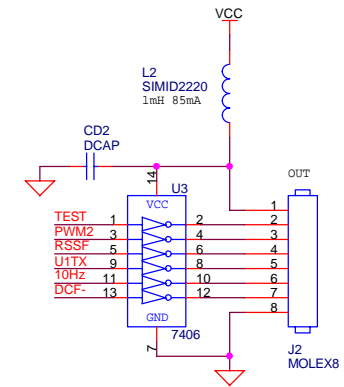 VCC
L2
SIMID2220
1mH 85mA
CD2
DCAP
OUT
14
U3
VCC
1
TEST 1 2 2
PWM2 3 4 3
RSSF 5 6 4
U1TX 9 8 5
10Hz 11 10 6
DCF- 13 12 7
8
GND
7406
7
J2
MOLEX8